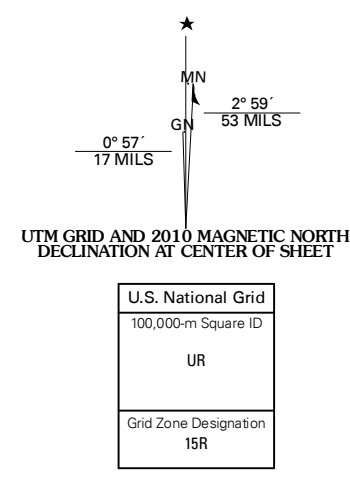 MN
2° 59´
53 MILS
GN
0° 57´
17 MILS
UTM GRID AND 2010 MAGNETIC NORTH
DECLINATION AT CENTER OF SHEET
U.S. National Grid
100,000-m Square ID
UR
Grid Zone Designation
15R